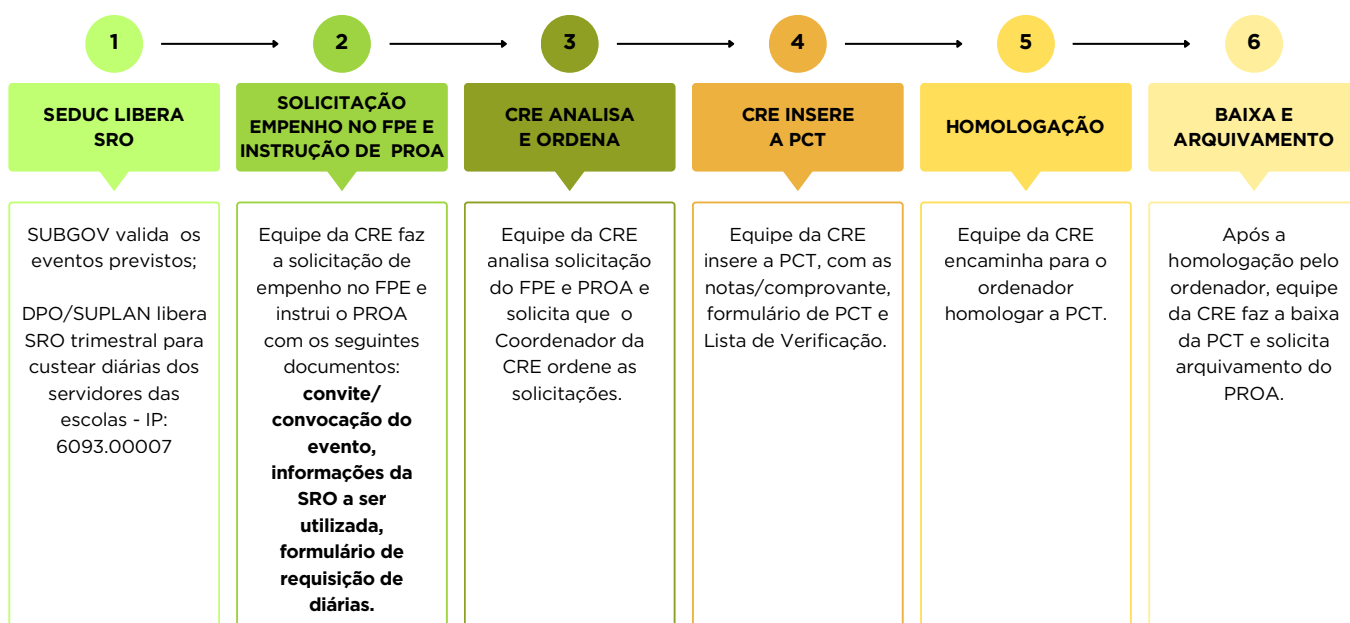 1
2
3
4
5
6
SEDUC LIBERA
SRO
SOLICITAÇÃO
EMPENHO NO FPE E
INSTRUÇÃO DE PROA
CRE ANALISA
E ORDENA
CRE INSERE
A PCT
HOMOLOGAÇÃO
BAIXA E
ARQUIVAMENTO
SUBGOV valida os
eventos previstos;
DPO/SUPLAN libera
SRO trimestral para
custear diárias dos
servidores das
escolas - IP:
6093.00007
Equipe da CRE faz
a solicitação de
empenho no FPE e
instrui o PROA
com os seguintes
documentos:
convite/
convocação do
evento,
informações da
SRO a ser
utilizada,
formulário de
requisição de
diárias.
Equipe da CRE
analisa solicitação
do FPE e PROA e
solicita que o
Coordenador da
CRE ordene as
solicitações.
Equipe da CRE
insere a PCT, com as
notas/comprovante,
formulário de PCT e
Lista de Verificação.
Equipe da CRE
encaminha para o
ordenador
homologar a PCT.
Após a
homologação pelo
ordenador, equipe
da CRE faz a baixa
da PCT e solicita
arquivamento do
PROA.